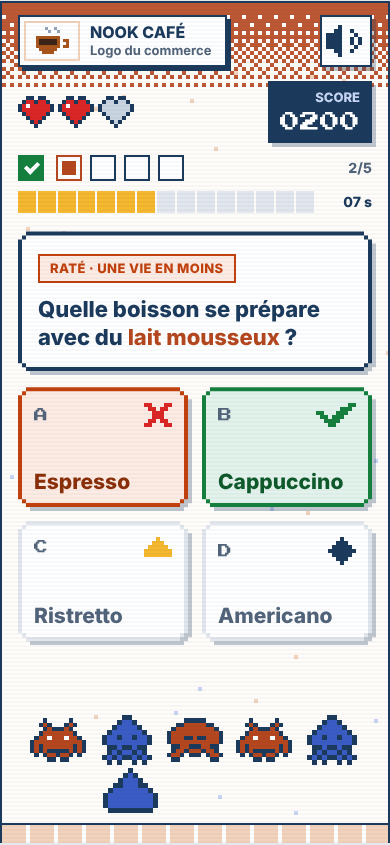 NOOK CAFÉ
Logo du commerce
SCORE
0200
2/5
07 s
RATÉ · UNE VIE EN MOINS
Quelle boisson se prépare
avec du lait mousseux ?
A
Espresso
B
Cappuccino
C
Ristretto
D
Americano